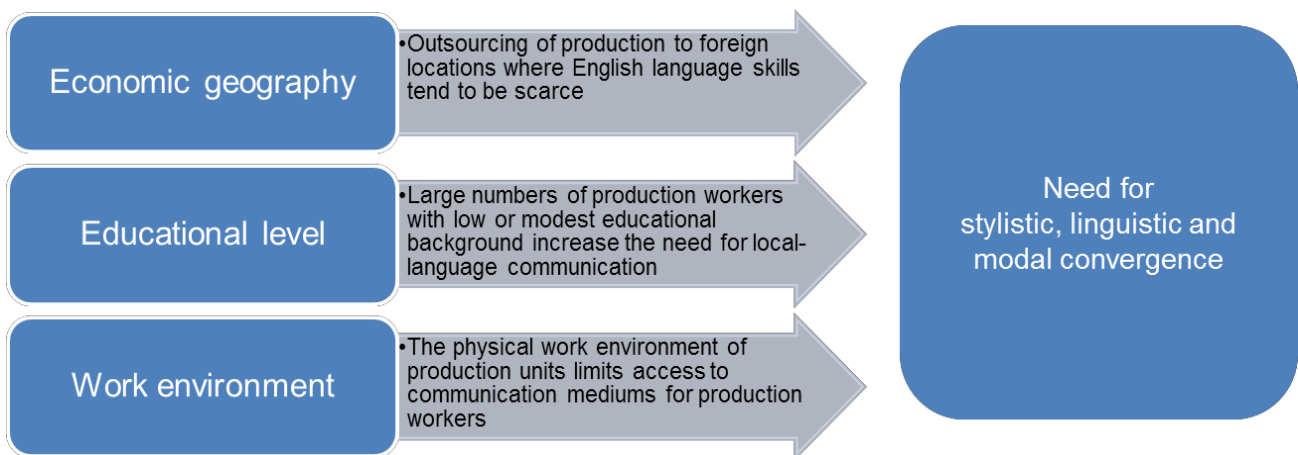 Economic geography
•Outsourcing of production to foreign
locations where English language skills
tend to be scarce
Educational level
•Large numbers of production workers
with low or modest educational
background increase the need for local-
language communication
Work environment
•The physical work environment of
production units limits access to
communication mediums for production
workers
Need for
stylistic, linguistic and
modal convergence